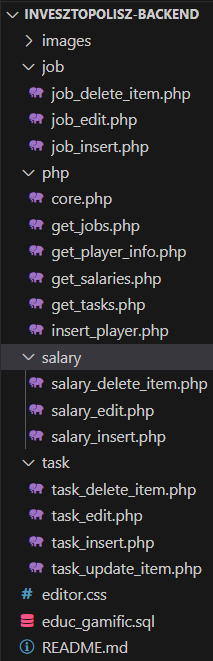 INVESZTOPOLISZ-BACKEND
images
job
job_delete_item.php
job_edit.php
job_insert.php
php
core.php
get_jobs.php
get_player_info.php
get_salaries.php
get_tasks.php
insert_player.php
salary
salary_delete_item.php
salary_edit.php
salary_insert.php
task
task_delete_item.php
task_edit.php
task_insert.php
task_update_item.php
# editor.css
educ_gamific.sql
README.md